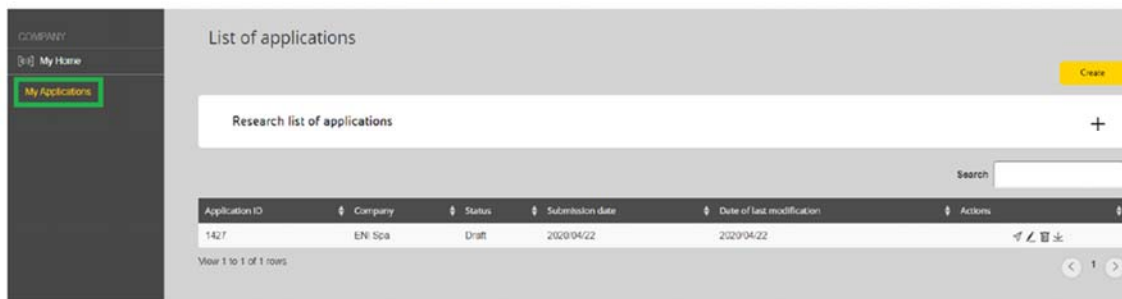 COMPANY
My Home
My Applications
List of applications
Create
Research list of applications
Search
Application ID Company Status Submission date Date of last modification Actions
1427 ENI Spa Draft 2020/04/22 2020/04/22
View 1 to 1 of 1 rows
1